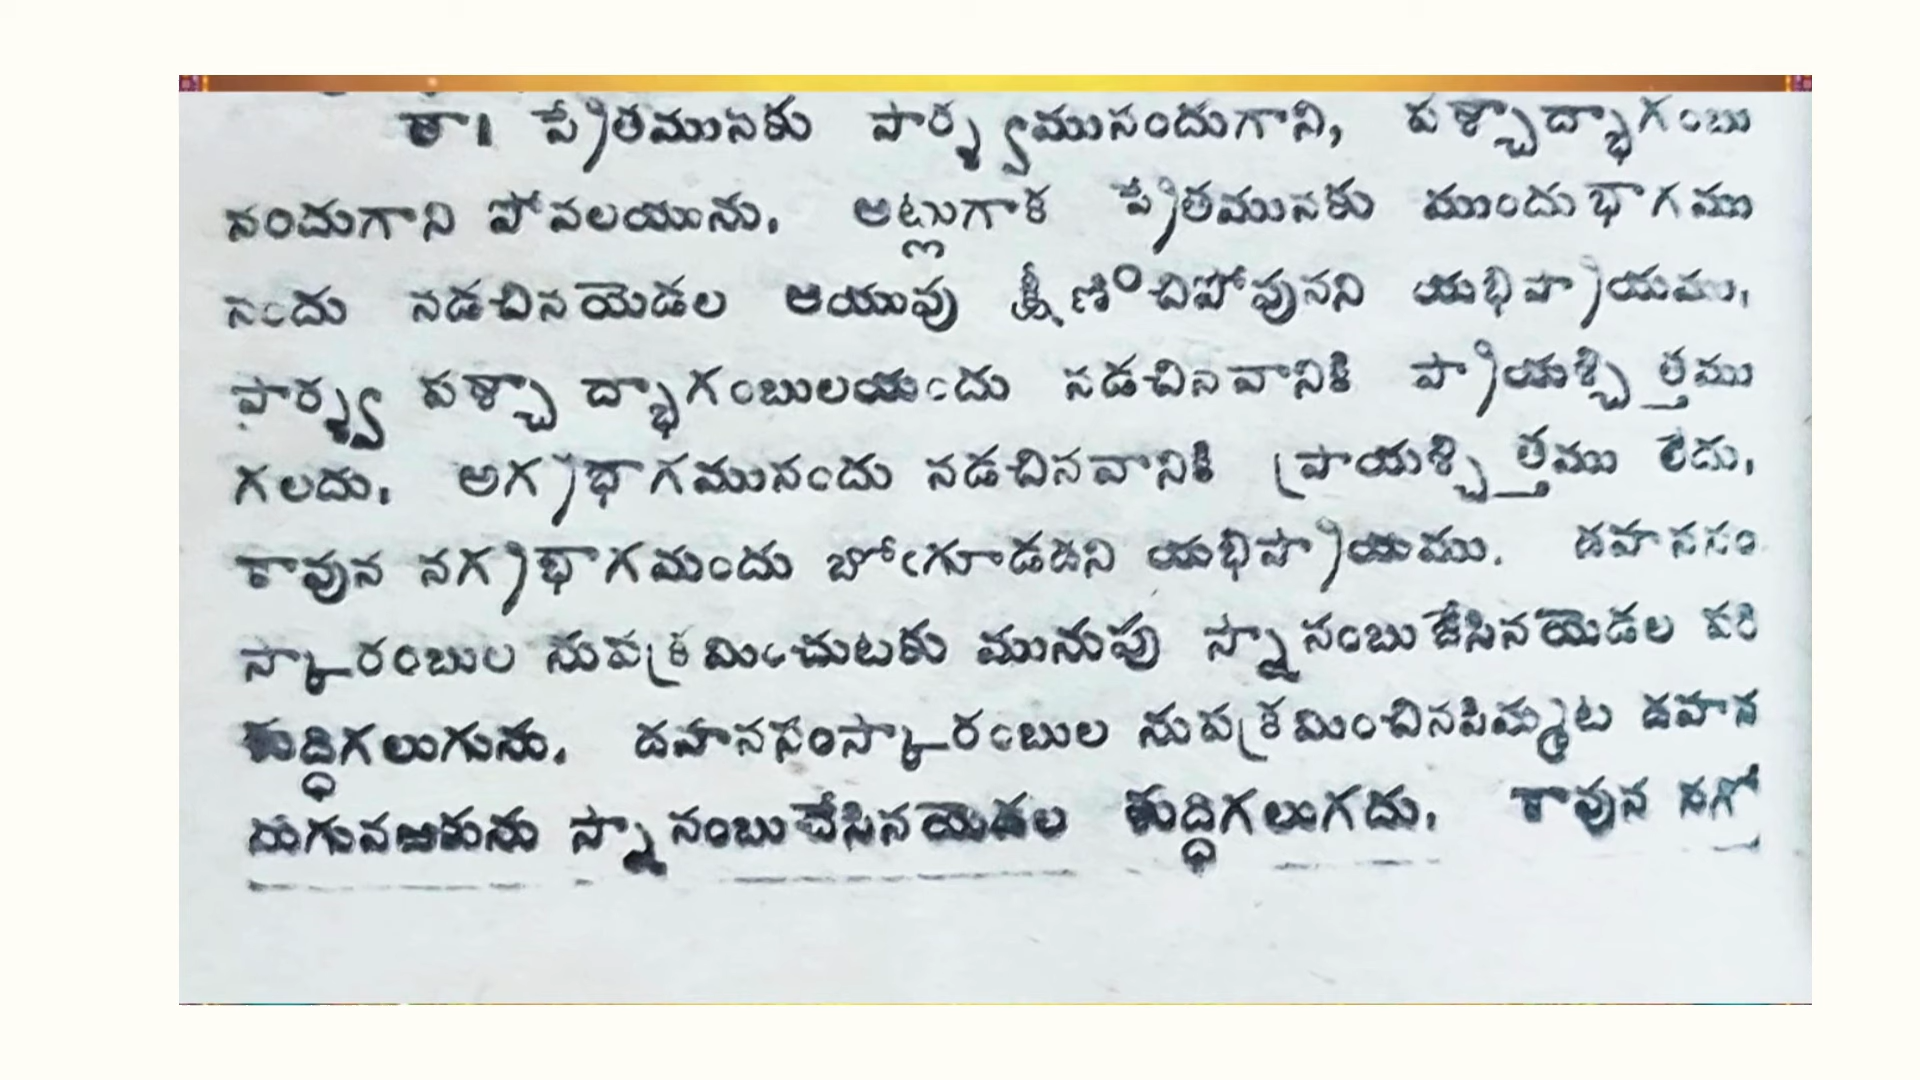 తా। ప్రేతమునకు పార్శ్వమునందుగాని, పశ్చాద్భాగంబు
నందుగాని పోవలయును. అట్లుగాక ప్రేతమునకు ముందుభాగము
నందు నడచినయెడల ఆయువు క్షీణించిపోవునని యభిప్రాయము.
పార్శ్వ పశ్చాద్భాగంబులయందు నడచినవానికి ప్రాయశ్చిత్తము
గలదు. అగ్రభాగమునందు నడచినవానికి ప్రాయశ్చిత్తము లేదు.
కావున నగ్రభాగమందు బోఁగూడదని యభిప్రాయము. దహనసం
స్కారంబుల నుపక్రమించుటకు మునుపు స్నానంబుజేసినయెడల పరి
శుద్ధిగలుగును. దహనసంస్కారంబుల నుపక్రమించినపిమ్మట దహన
మగువఱకును స్నానంబుచేసినయెడల శుద్ధిగలుగదు. కావున నగ్ని